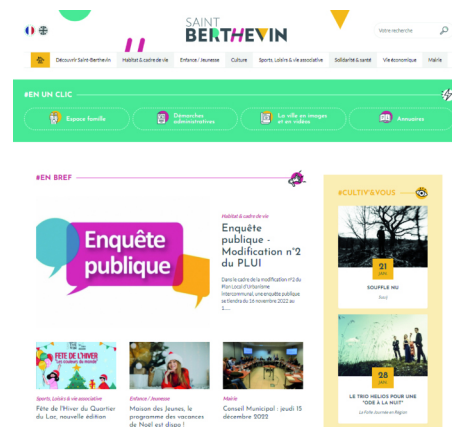 SAINT
BERTHEVIN
Votre recherche
Découvrir Saint-Berthevin
Habitat & cadre de vie
Enfance / Jeunesse
Culture
Sports, Loisirs & vie associative
Solidarité & santé
Vie économique
Mairie
#EN UN CLIC
Espace famille
Démarches
administratives
La ville en images
et en vidéos
Annuaires
#EN BREF
Enquête
publique
Habitat & cadre de vie
Enquête
publique -
Modification n°2
du PLUI
Dans le cadre de la modification n°2 du
Plan Local d'Urbanisme
Intercommunal, une enquête publique
se tiendra du 16 novembre 2022 au
FÊTE DE L'HIVER
Sports, Loisirs & vie associative
Fête de l'Hiver du Quartier
du Lac, nouvelle édition
Enfance / Jeunesse
Maison des Jeunes, le
programme des vacances
de Noël est dispo !
Mairie
Conseil Municipal : jeudi 15
décembre 2022
#CULTIV'&VOUS
21
JAN
SOUFFLE NU
28
JAN
LE TRIO HELIOS POUR UNE
"ODE À LA NUIT"
La Folle Journée en Région